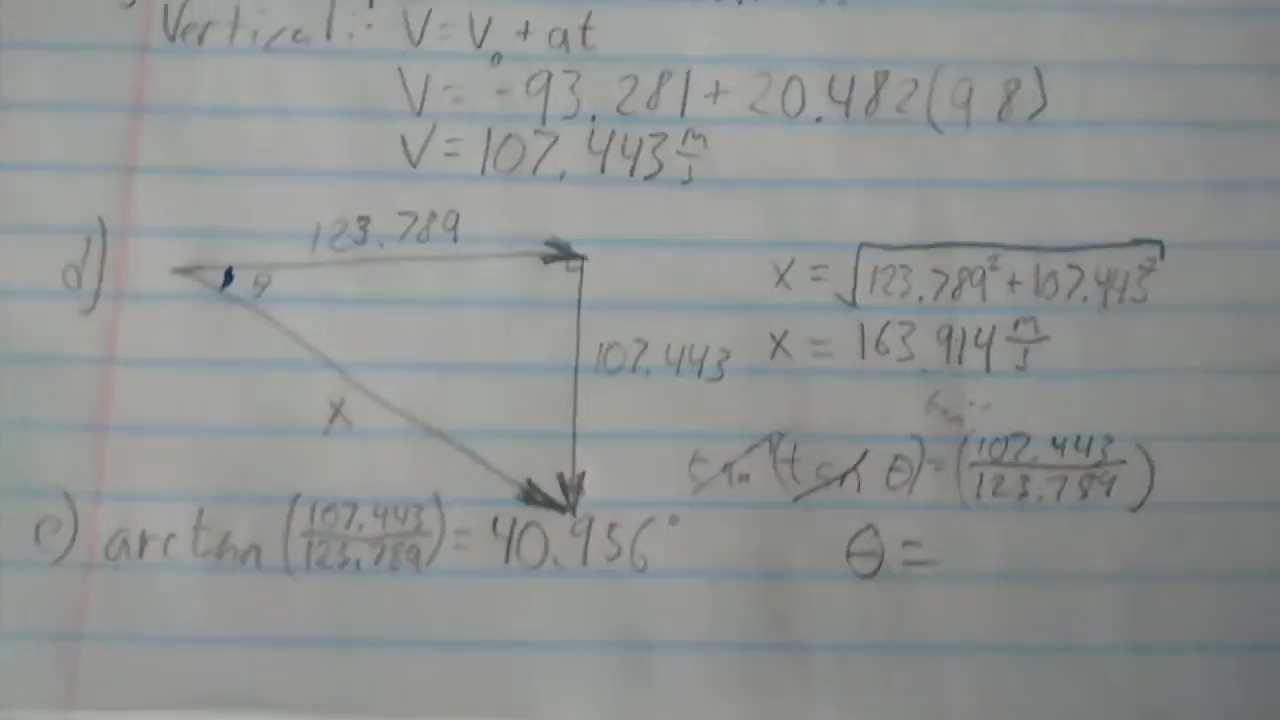 Vertical: V=V₀+at
V=-93.281+20.482(9.8)
V=107.443 m/s
d) 123.789
θ
107.443
X
x=√(123.789²+107.443²)
x=163.914 m/s
(tan θ)=(107.443/123.789)
θ=
e) arctan(107.443/123.789)=40.956°